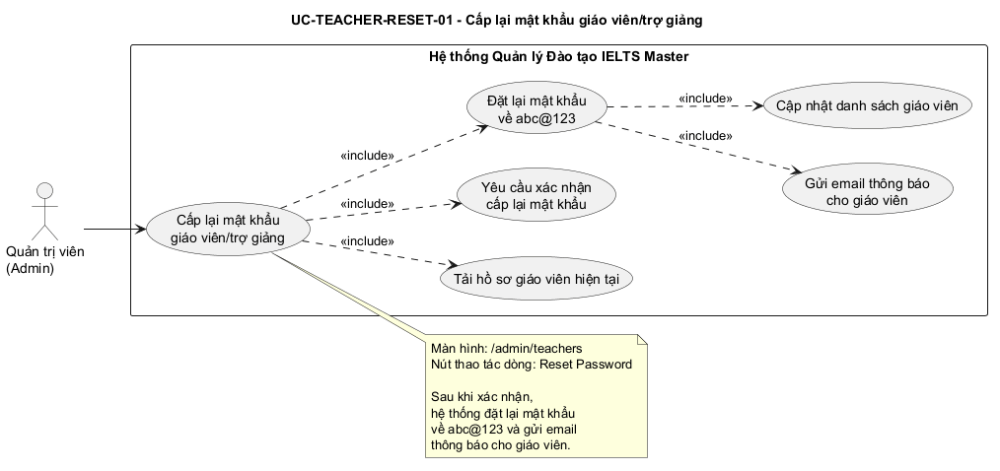 UC-TEACHER-RESET-01 - Cấp lại mật khẩu giáo viên/trợ giảng
Hệ thống Quản lý Đào tạo IELTS Master
Đặt lại mật khẩu
về abc@123
«include»
Cập nhật danh sách giáo viên
«include»
Gửi email thông báo
cho giáo viên
«include»
Yêu cầu xác nhận
cấp lại mật khẩu
«include»
Cấp lại mật khẩu
giáo viên/trợ giảng
«include»
Tải hồ sơ giáo viên hiện tại
Quản trị viên
(Admin)
Màn hình: /admin/teachers
Nút thao tác dòng: Reset Password
Sau khi xác nhận,
hệ thống đặt lại mật khẩu
về abc@123 và gửi email
thông báo cho giáo viên.